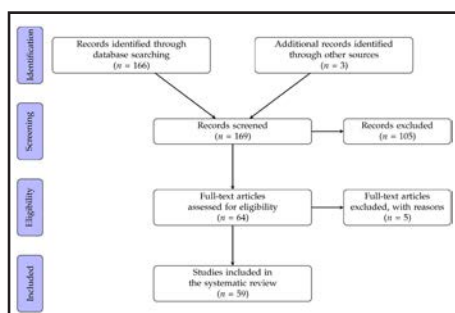 Identification
Records identified through
database searching
(n = 166)
Additional records identified
through other sources
(n = 3)
Screening
Records screened
(n = 169)
Records excluded
(n = 105)
Eligibility
Full-text articles
assessed for eligibility
(n = 64)
Full-text articles
excluded, with reasons
(n = 5)
Included
Studies included in
the systematic review
(n = 59)